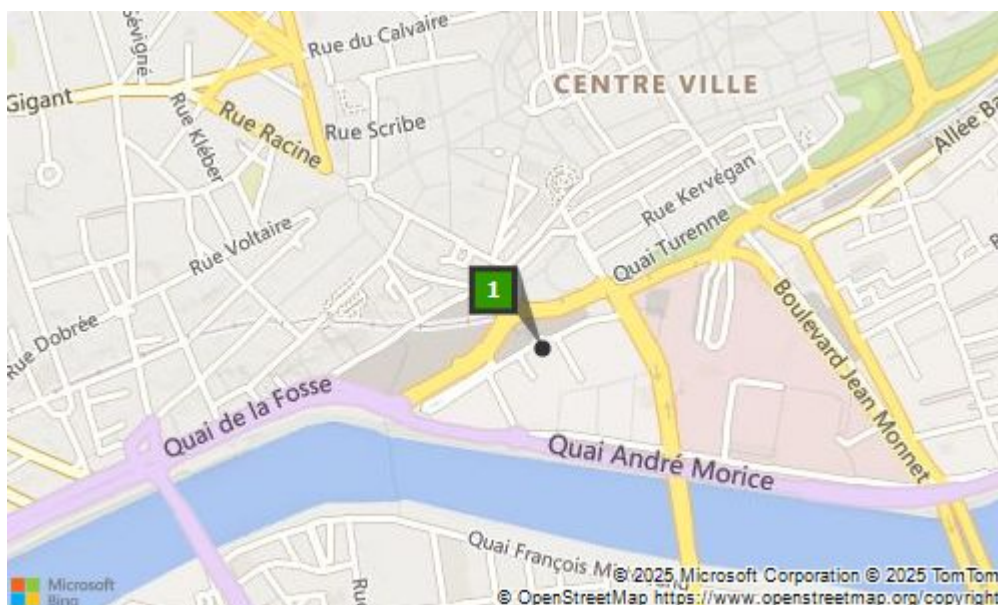 Sévigné
Rue du Calvaire
Gigant
CENTRE VILLE
Rue Kléber
Rue Racine
Rue Scribe
Rue Kervégan
Rue Voltaire
Quai Turenne
1
Rue Dobrée
Boulevard Jean Monnet
Quai de la Fosse
Quai André Morice
Quai François
Microsoft
Bing
© 2025 Microsoft Corporation © 2025 TomTom
© OpenStreetMap https://www.openstreetmap.org/copyright